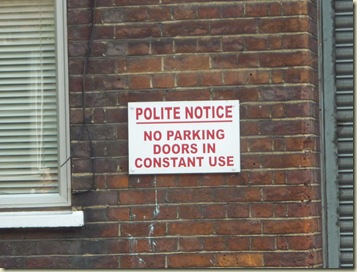 POLITE NOTICE
NO PARKING
DOORS IN
CONSTANT USE